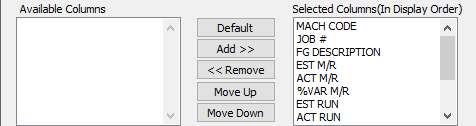 Available Columns
Default
Add >>
<< Remove
Move Up
Move Down
Selected Columns(In Display Order)
MACH CODE
JOB #
FG DESCRIPTION
EST M/R
ACT M/R
%VAR M/R
EST RUN
ACT RUN